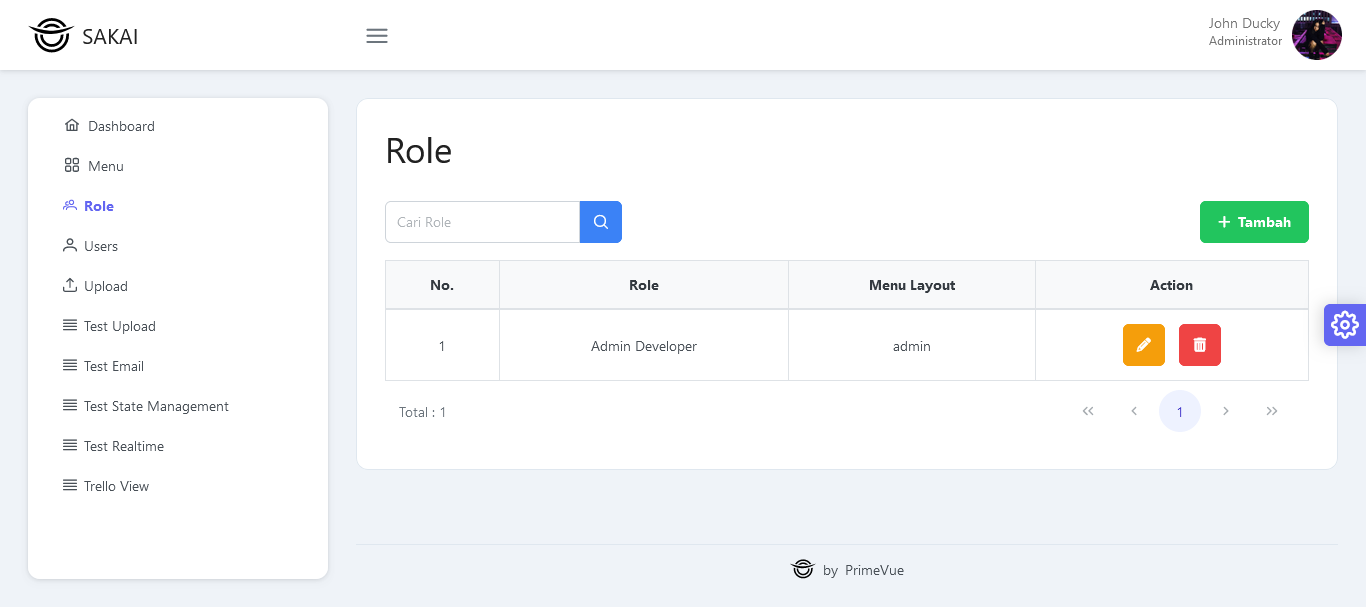 SAKAI
John Ducky
Administrator
Dashboard
Menu
Role
Users
Upload
Test Upload
Test Email
Test State Management
Test Realtime
Trello View
Role
Cari Role
Tambah
No. Role Menu Layout Action
1 Admin Developer admin
Total : 1
1
by PrimeVue